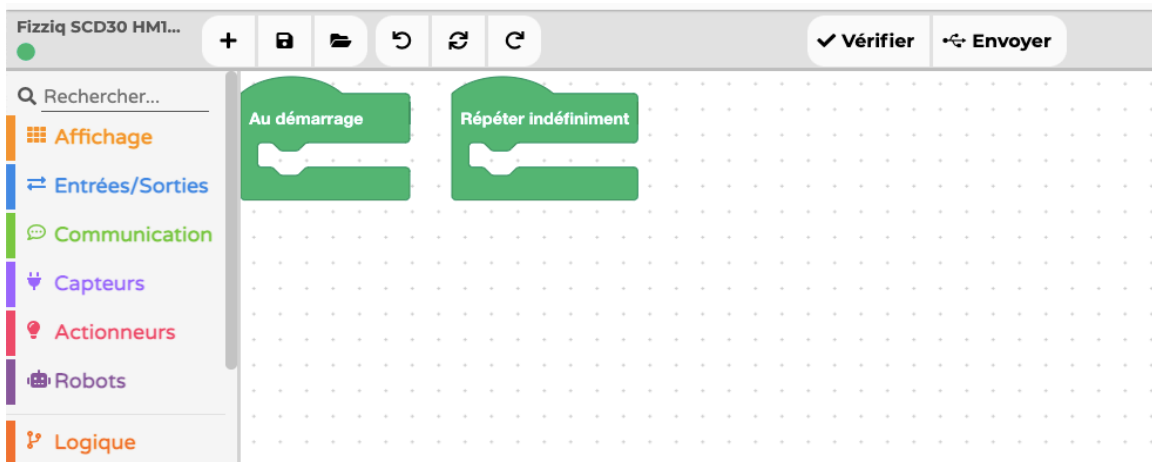 Fizziq SCD30 HM1...
Vérifier
Envoyer
Rechercher...
Affichage
Entrées/Sorties
Communication
Capteurs
Actionneurs
Robots
Logique
Au démarrage
Répéter indéfiniment